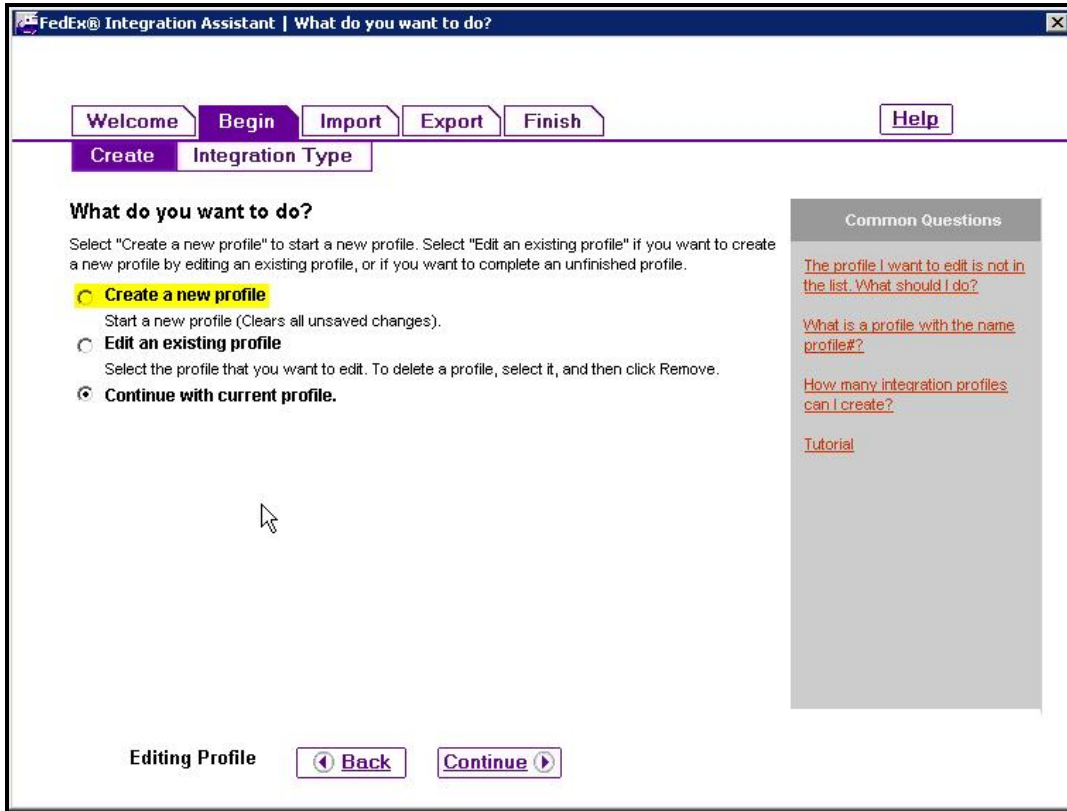 FedEx® Integration Assistant | What do you want to do?
Welcome Begin Import Export Finish Help
Create Integration Type
What do you want to do?
Select "Create a new profile" to start a new profile. Select "Edit an existing profile" if you want to create
a new profile by editing an existing profile, or if you want to complete an unfinished profile.
Create a new profile
Start a new profile (Clears all unsaved changes).
Edit an existing profile
Select the profile that you want to edit. To delete a profile, select it, and then click Remove.
Continue with current profile.
Common Questions
The profile I want to edit is not in
the list. What should I do?
What is a profile with the name
profile#?
How many integration profiles
can I create?
Tutorial
Editing Profile Back Continue